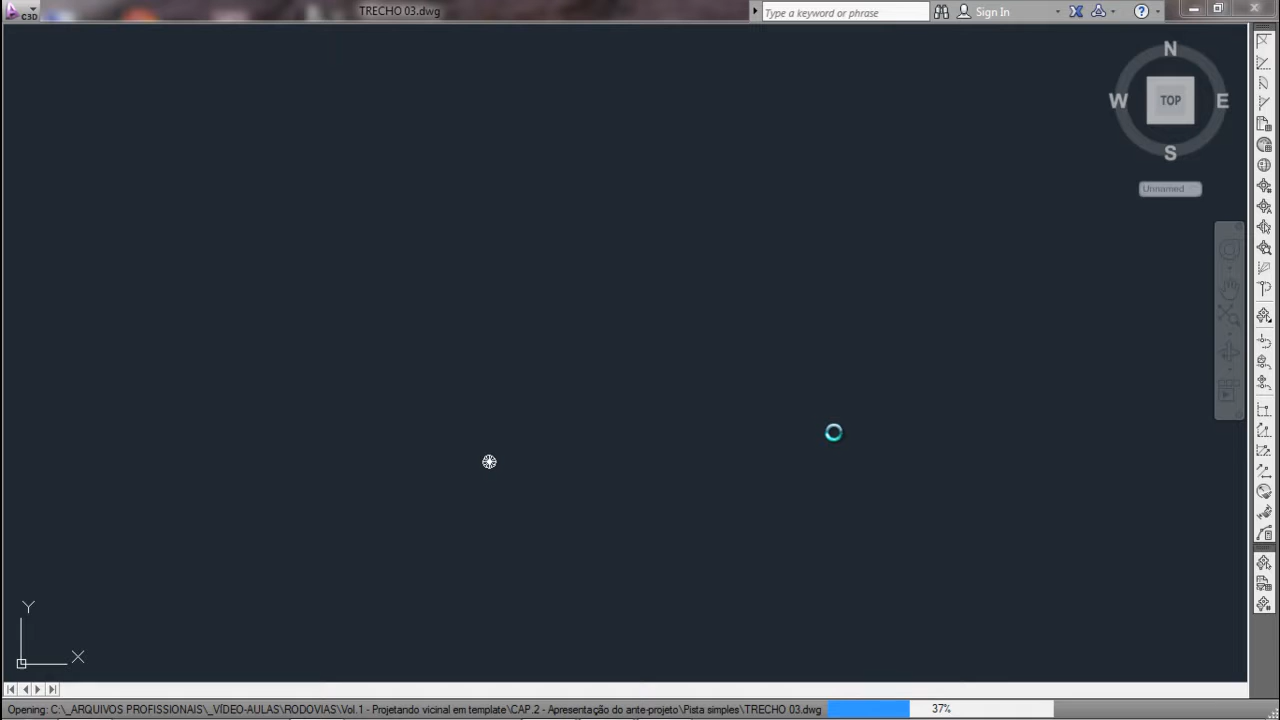 C3D
TRECHO 03.dwg
Type a keyword or phrase
Sign In
N
W
TOP
E
S
Unnamed
Y
X
Opening: C:\_ARQUIVOS PROFISSIONAIS\_VÍDEO-AULAS\RODOVIAS\Vol.1 - Projetando vicinal em template\CAP.2 - Apresentação do ante-projeto\Pista simples\TRECHO 03.dwg
37%